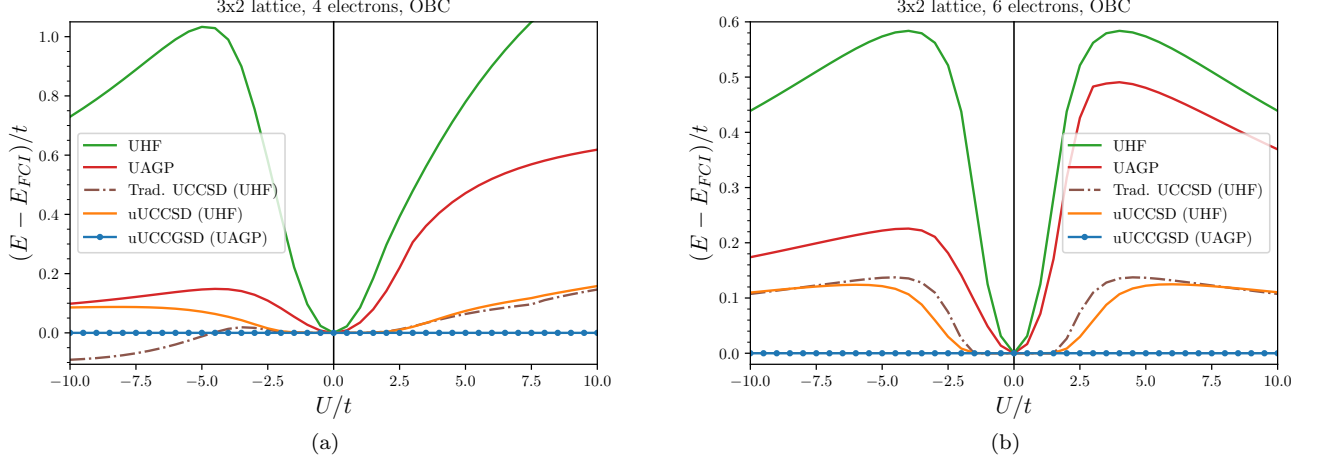 3x2 lattice, 4 electrons, OBC
(E − E_{FCI})/t
1.0
0.8
0.6
0.4
0.2
0.0
UHF
UAGP
Trad. UCCSD (UHF)
uUCCSD (UHF)
uUCCGSD (UAGP)
−10.0 −7.5 −5.0 −2.5 0.0 2.5 5.0 7.5 10.0
U/t
(a)
3x2 lattice, 6 electrons, OBC
(E − E_{FCI})/t
0.6
0.5
0.4
0.3
0.2
0.1
0.0
UHF
UAGP
Trad. UCCSD (UHF)
uUCCSD (UHF)
uUCCGSD (UAGP)
−10.0 −7.5 −5.0 −2.5 0.0 2.5 5.0 7.5 10.0
U/t
(b)